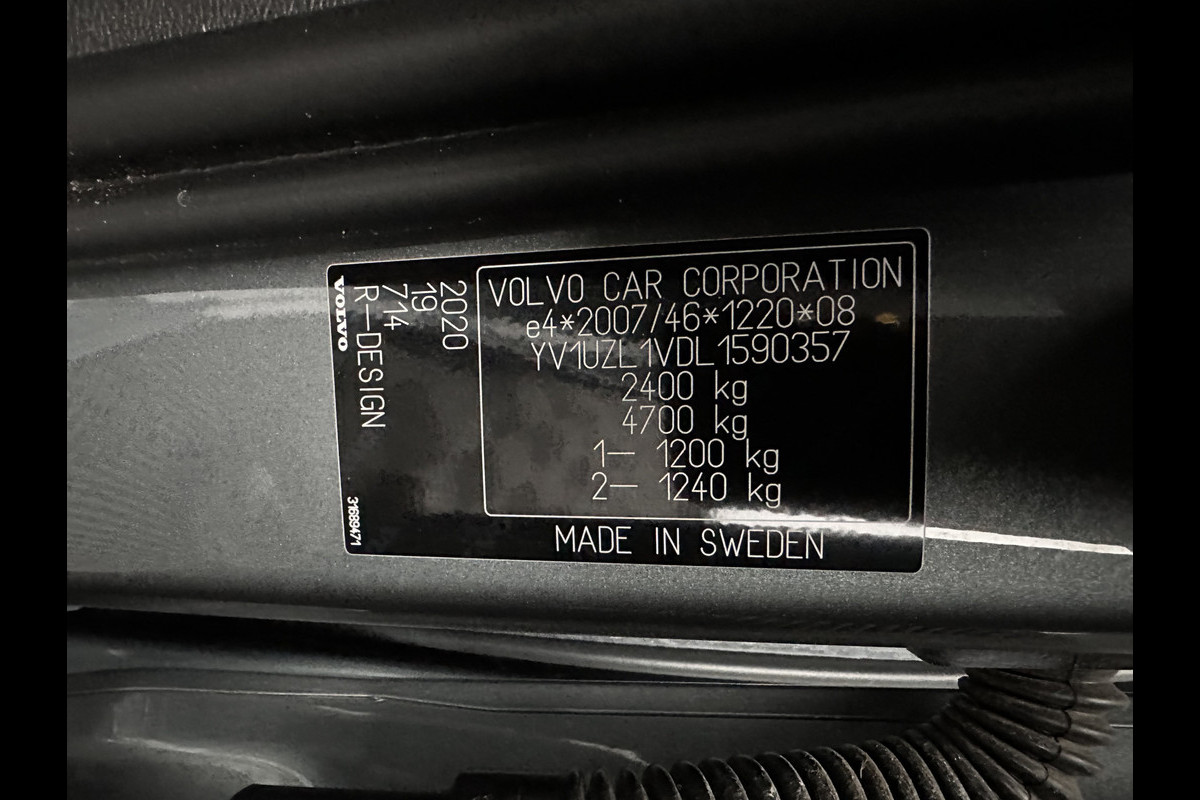 VOLVO CAR CORPORATION
e4*2007/46*1220*08
YV1UZL1VDL1590357
2400 kg
4700 kg
1— 1200 kg
2— 1240 kg
MADE IN SWEDEN
2020
19
714
R—DESIGN
VOLVO
31689471